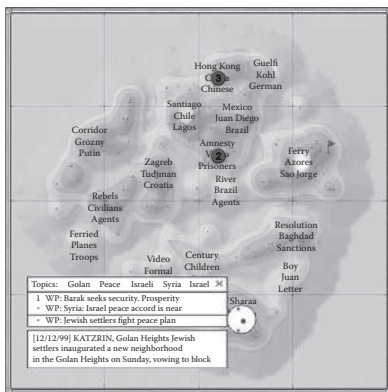 Hong Kong
3
Chinese
Guelfi
Kohl
German
Santiago
Chile
Lagos
Mexico
Juan Diego
Brazil
Corridor
Grozny
Putin
Amnesty
2
Prisoners
Zagreb
Tudjman
Croatia
Ferry
Azores
Sao Jorge
River
Brazil
Agents
Rebels
Civilians
Agents
Ferried
Planes
Troops
Resolution
Baghdad
Sanctions
Video
Formal
Century
Children
Boy
Juan
Letter
Topics: Golan Peace Israeli Syria Israel
1 WP: Barak seeks security. Prosperity
- WP: Syria: Israel peace accord is near
- WP: Jewish settlers fight peace plan
Sharaa
[12/12/99] KATZRIN, Golan Heights Jewish
settlers inaugurated a new neighborhood
in the Golan Heights on Sunday, vowing to block